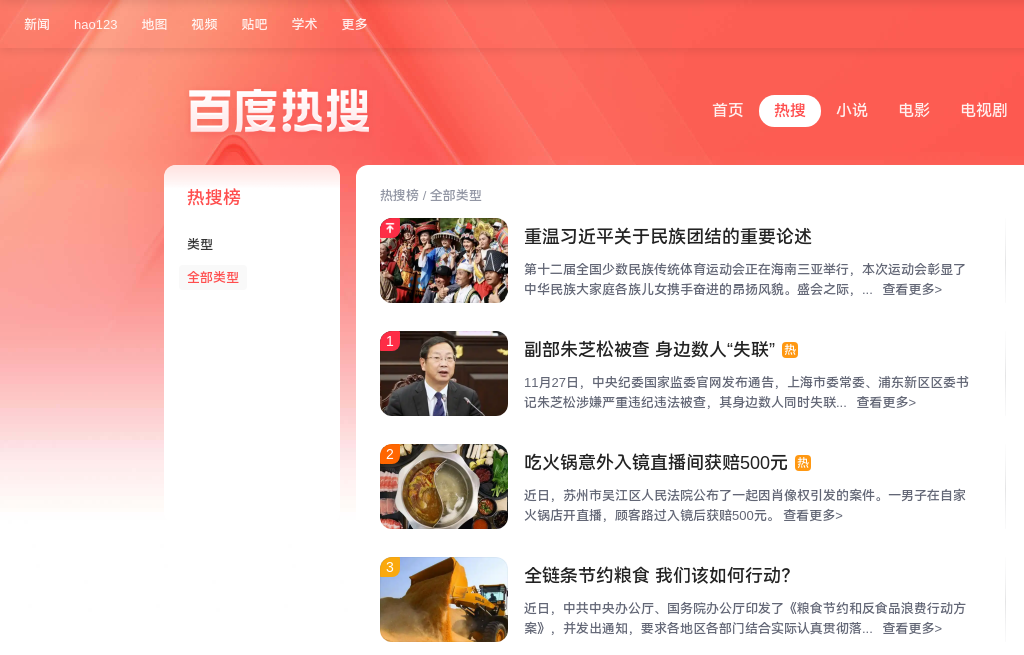 新闻 hao123 地图 视频 贴吧 学术 更多
百度热搜
首页 热搜 小说 电影 电视剧
热搜榜
类型
全部类型
热搜榜 / 全部类型
重温习近平关于民族团结的重要论述
第十二届全国少数民族传统体育运动会正在海南三亚举行，本次运动会彰显了
中华民族大家庭各族儿女携手奋进的昂扬风貌。盛会之际，... 查看更多>
1
副部朱芝松被查 身边数人“失联” 热
11月27日，中央纪委国家监委官网发布通告，上海市委常委、浦东新区区委书
记朱芝松涉嫌严重违纪违法被查，其身边数人同时失联... 查看更多>
2
吃火锅意外入镜直播间获赔500元 热
近日，苏州市吴江区人民法院公布了一起因肖像权引发的案件。一男子在自家
火锅店开直播，顾客路过入镜后获赔500元。 查看更多>
3
全链条节约粮食 我们该如何行动?
近日，中共中央办公厅、国务院办公厅印发了《粮食节约和反食品浪费行动方
案》，并发出通知，要求各地区各部门结合实际认真贯彻落... 查看更多>